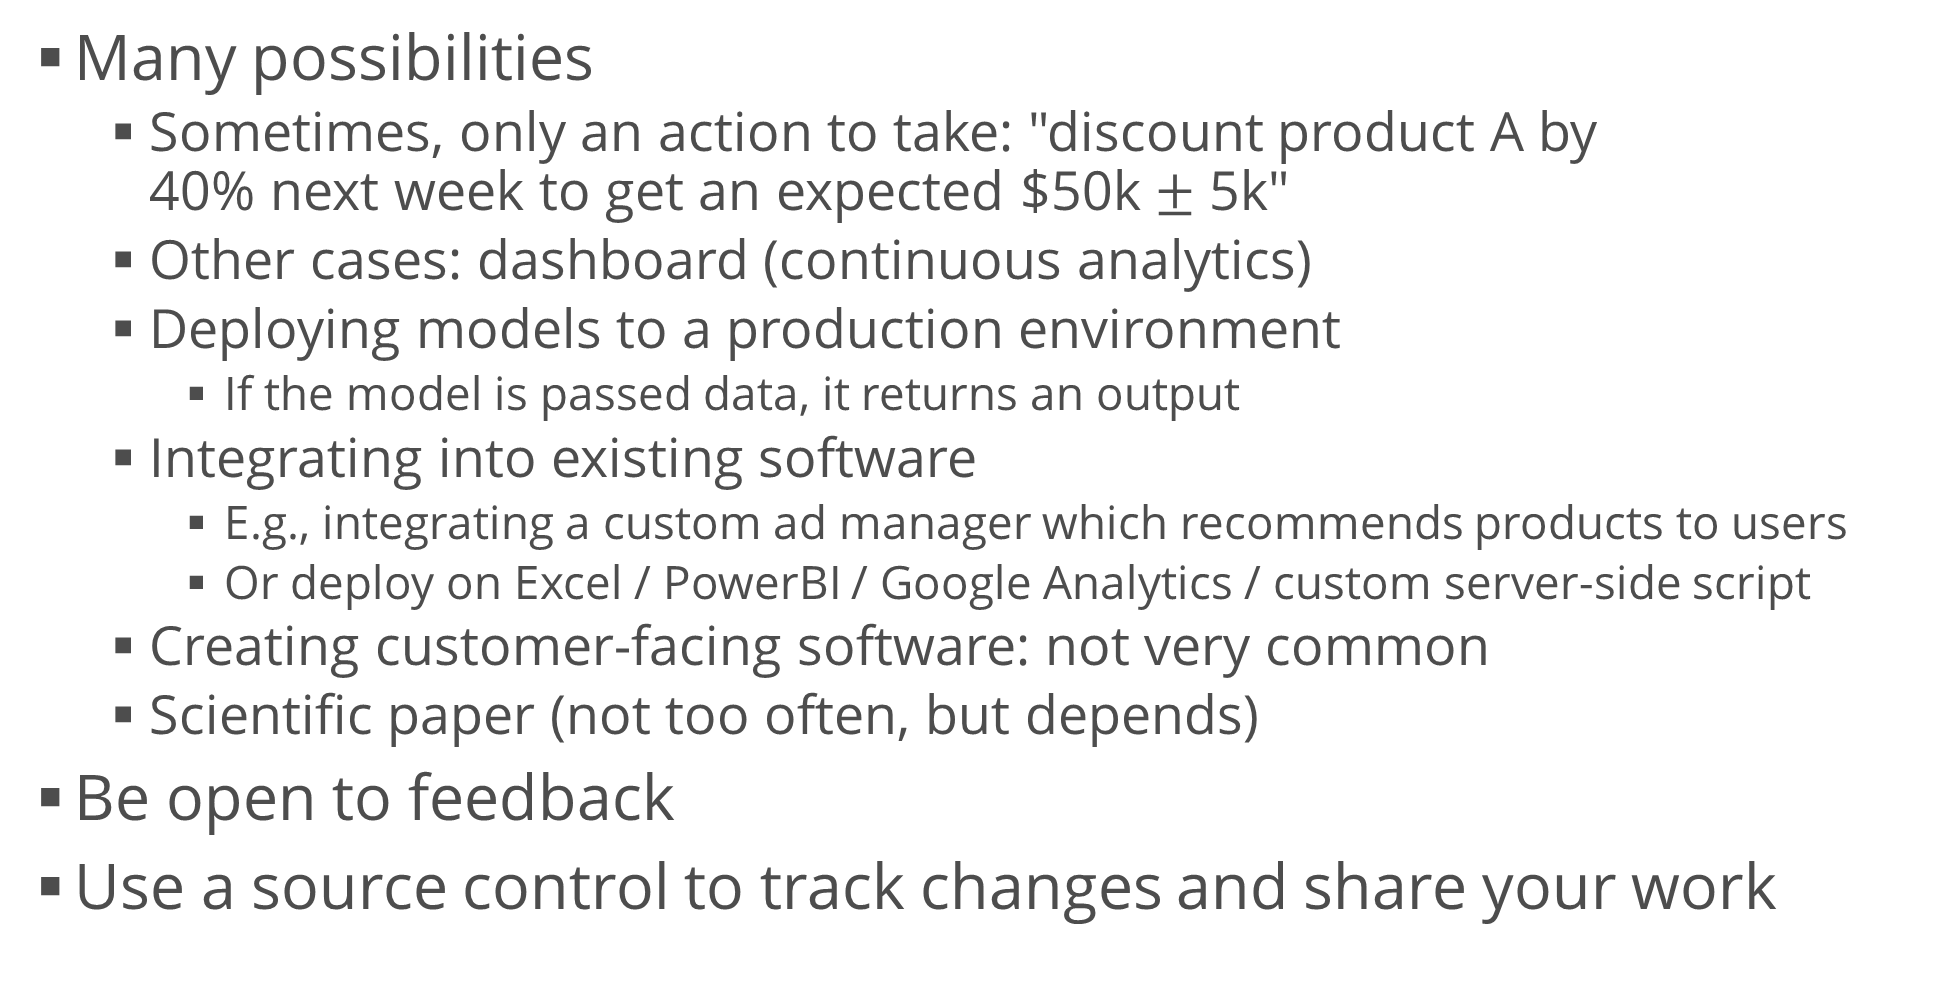 ▪ Many possibilities
▪ Sometimes, only an action to take: "discount product A by
40% next week to get an expected $50k ± 5k"
▪ Other cases: dashboard (continuous analytics)
▪ Deploying models to a production environment
▪ If the model is passed data, it returns an output
▪ Integrating into existing software
▪ E.g., integrating a custom ad manager which recommends products to users
▪ Or deploy on Excel / PowerBI / Google Analytics / custom server-side script
▪ Creating customer-facing software: not very common
▪ Scientific paper (not too often, but depends)
▪ Be open to feedback
▪ Use a source control to track changes and share your work